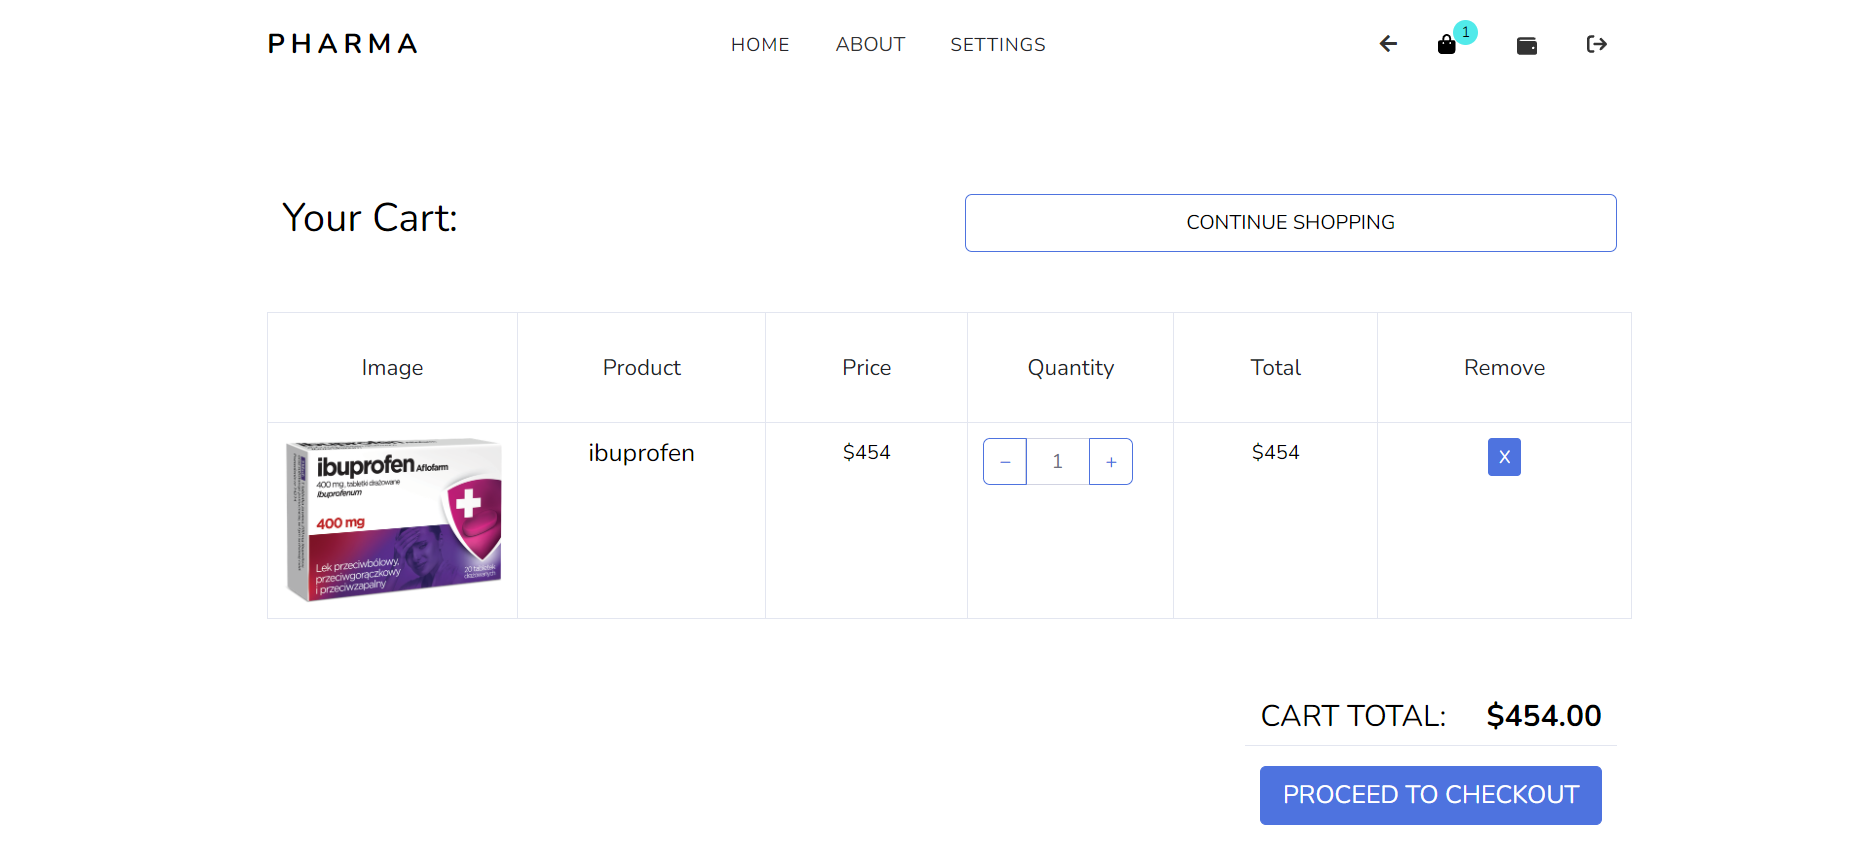 PHARMA
HOME ABOUT SETTINGS
1
Your Cart:
CONTINUE SHOPPING
Image Product Price Quantity Total Remove
ibuprofen
$454
− 1 +
$454
X
ibuprofen Aflofarm
400 mg, tabletki drażowane
Ibuprofenum
400 mg
Lek przeciwbólowy,
przeciwgorączkowy
i przeciwzapalny
20 tabletek
drażowanych
CART TOTAL: $454.00
PROCEED TO CHECKOUT